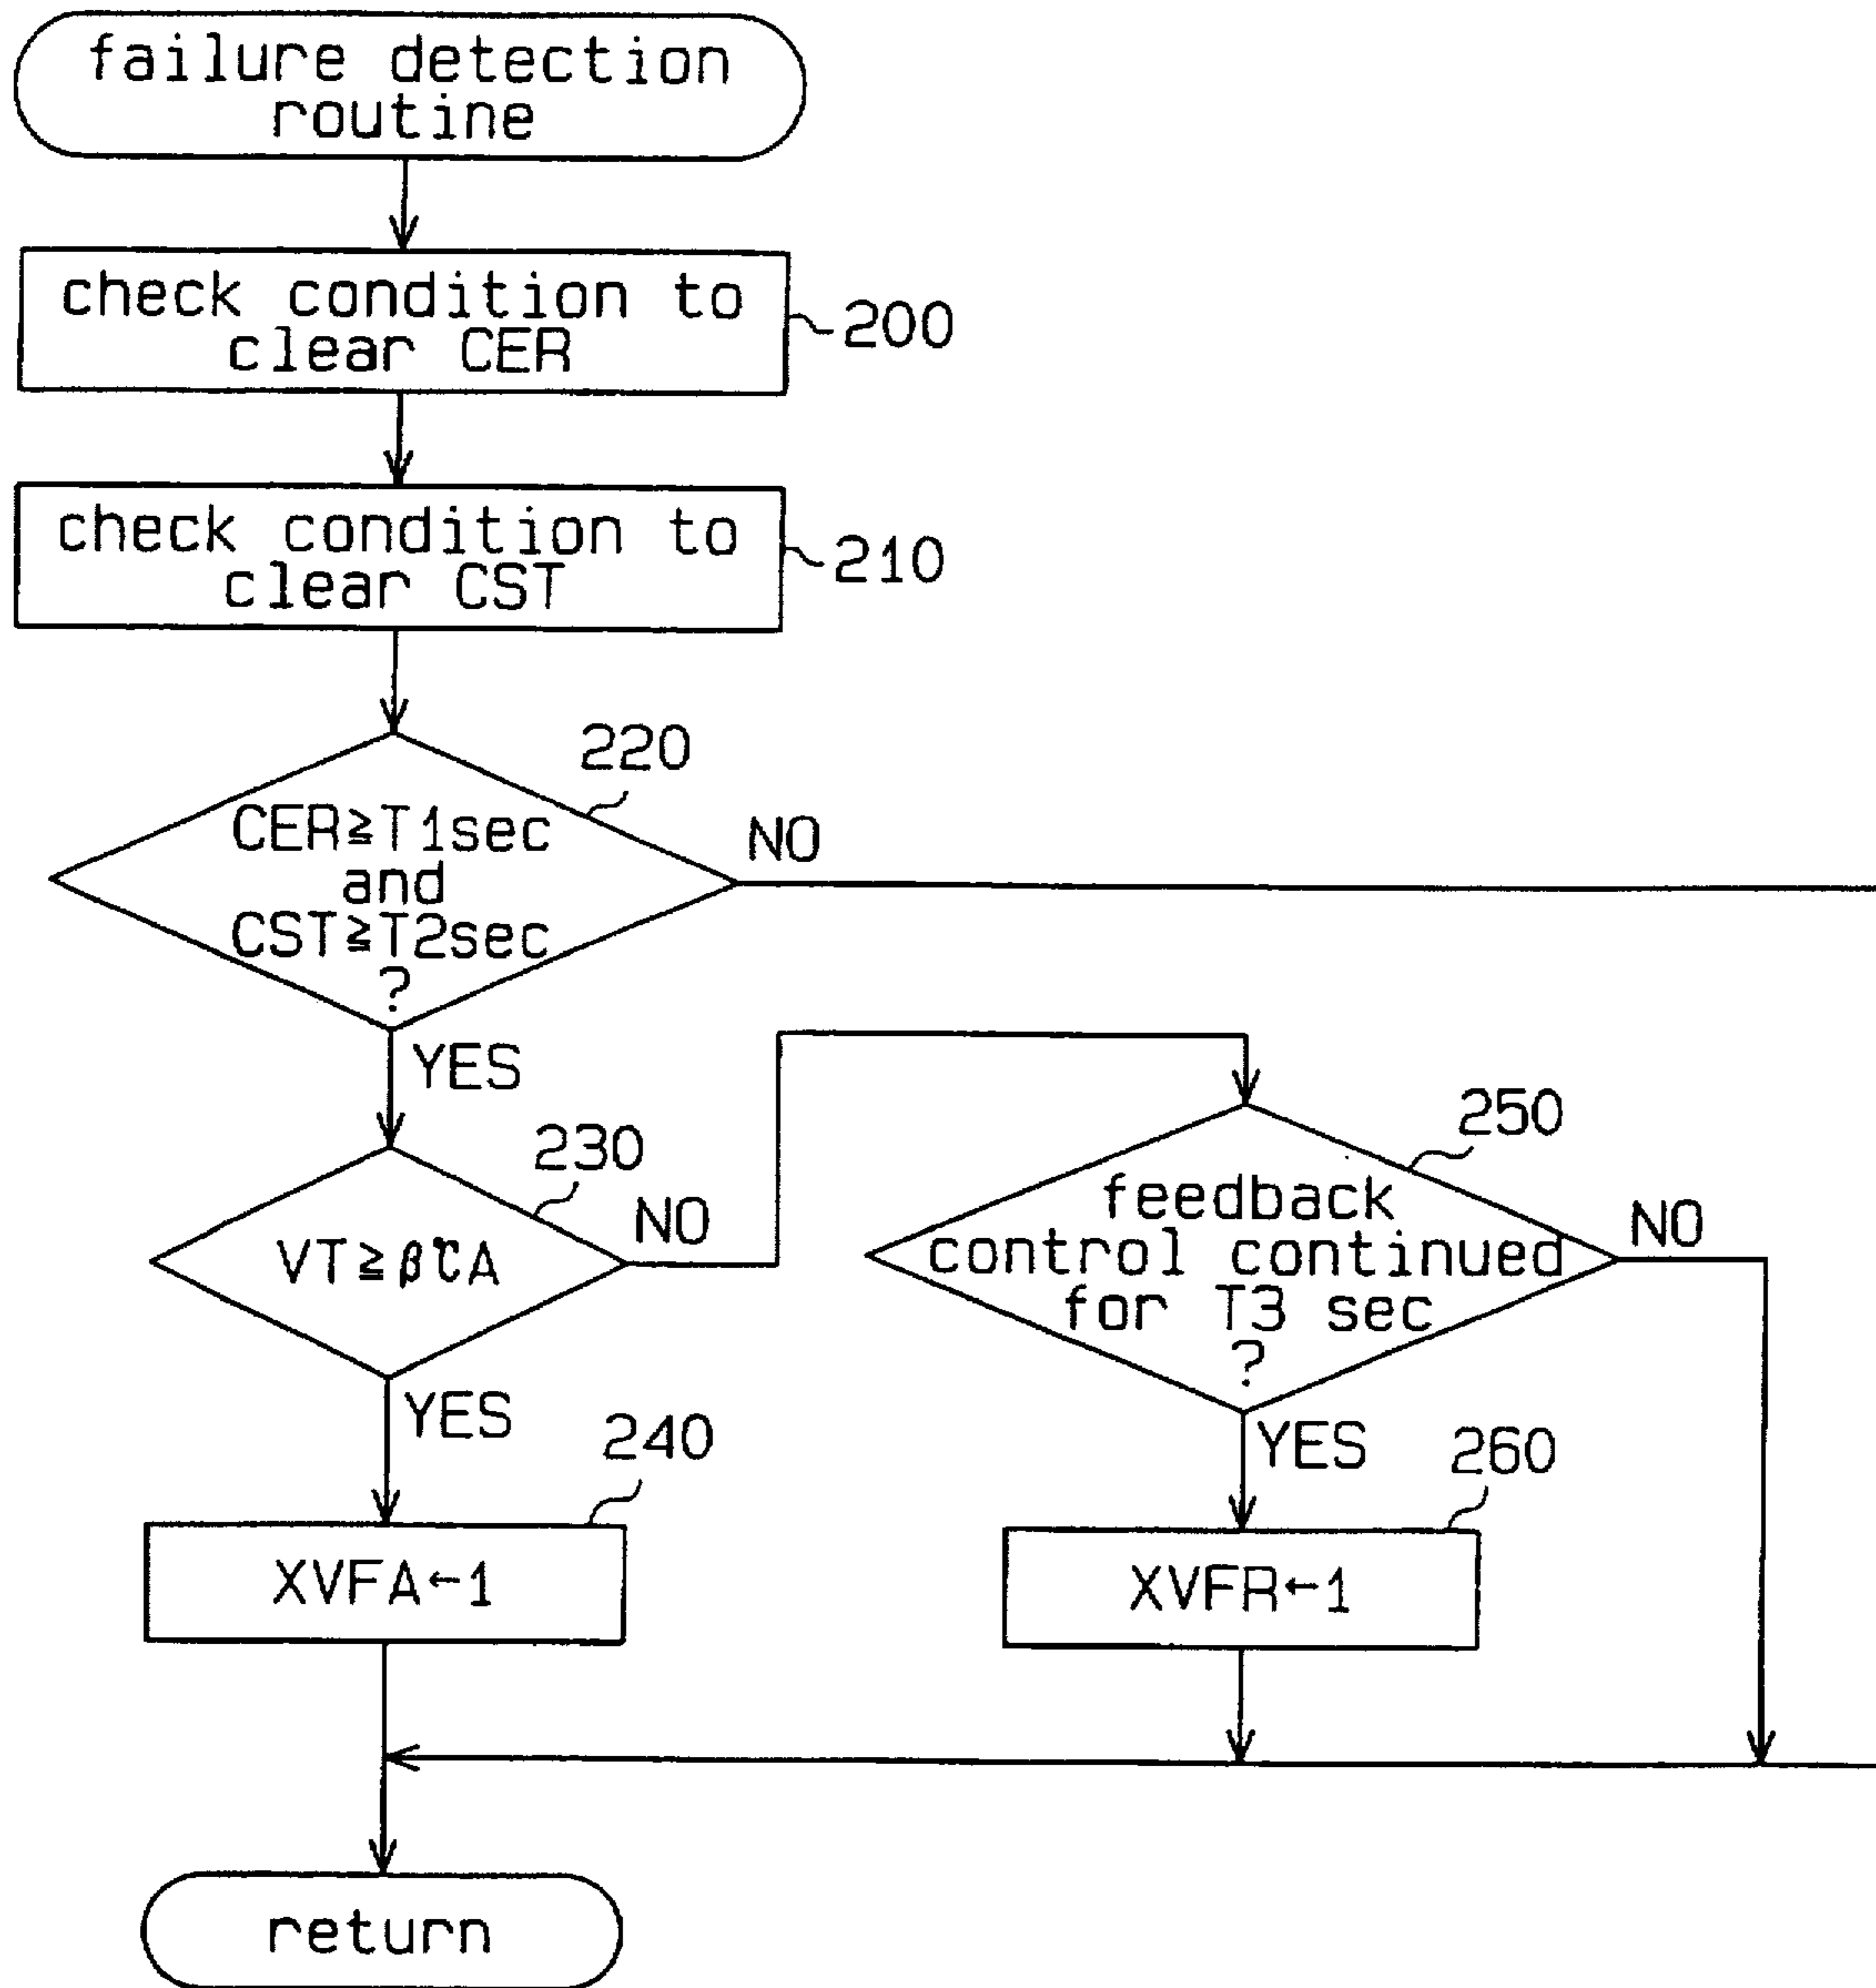 failure detection
routine
check condition to
clear CER
200
check condition to
clear CST
210
220
CER≧T1sec
and
CST≧T2sec
?
NO
YES
230
VT≧β℃A
NO
YES
250
feedback
control continued
for T3 sec
?
NO
YES
240
XVFA←1
260
XVFR←1
return